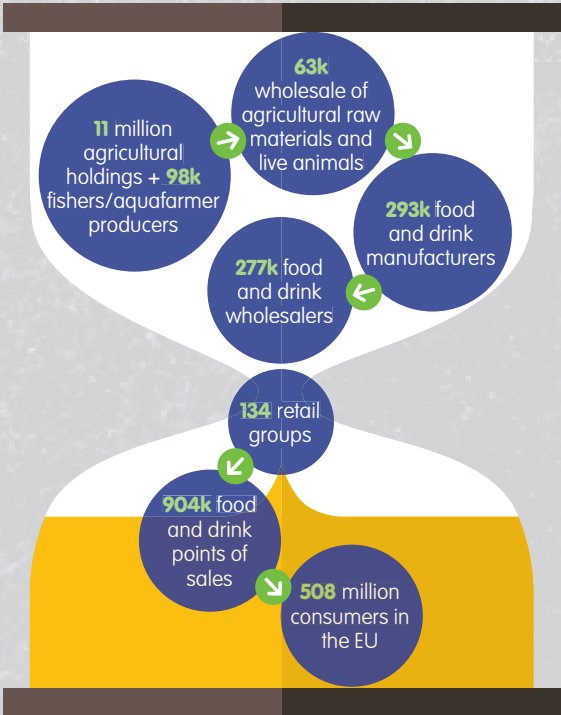 63k
wholesale of
agricultural raw
materials and
live animals
11 million
agricultural
holdings + 98k
fishers/aquafarmer
producers
293k food
and drink
manufacturers
277k food
and drink
wholesalers
134 retail
groups
904k food
and drink
points of
sales
508 million
consumers in
the EU